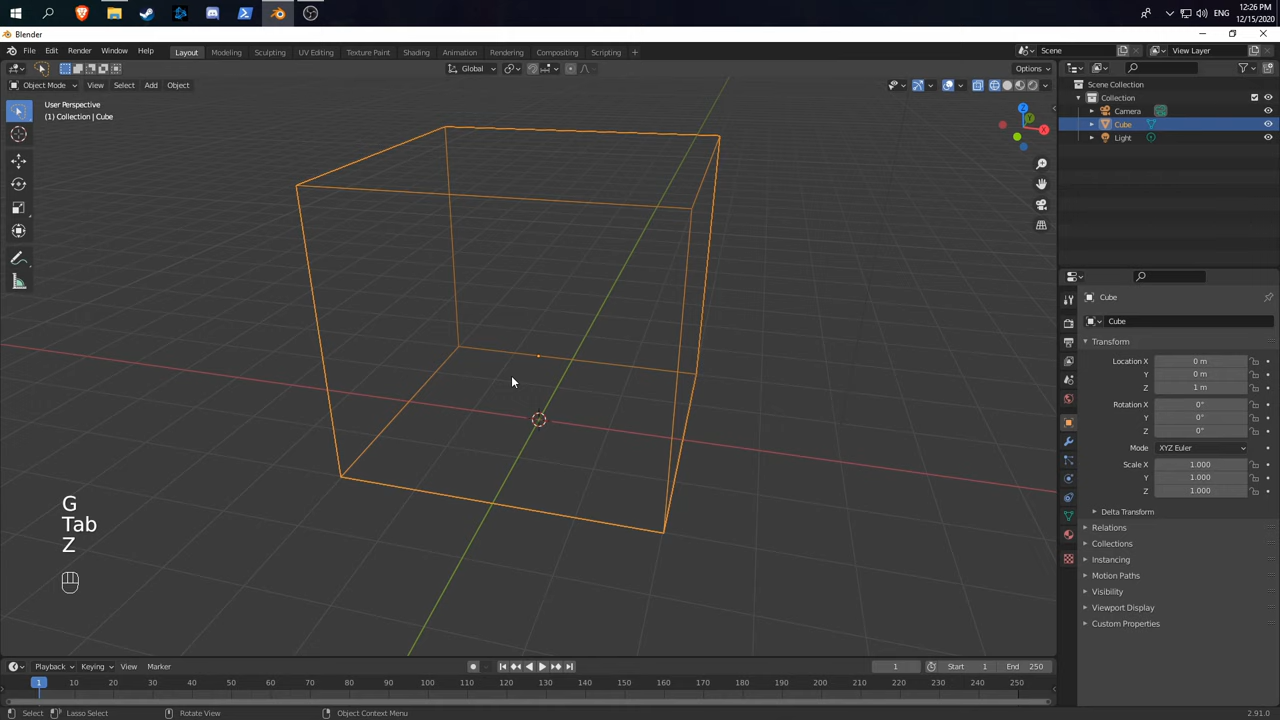 12:26 PM
ENG
12/15/2020
Blender
File Edit Render Window Help
Layout Modeling Sculpting UV Editing Texture Paint Shading Animation Rendering Compositing Scripting +
Scene
View Layer
Global
Options
Object Mode View Select Add Object
User Perspective
(1) Collection | Cube
Scene Collection
Collection
Camera
Cube
Light
Z
Y
X
Cube
Cube
Transform
Location X 0 m
Y 0 m
Z 1 m
Rotation X 0°
Y 0°
Z 0°
Mode XYZ Euler
Scale X 1.000
Y 1.000
Z 1.000
Delta Transform
Relations
Collections
Instancing
Motion Paths
Visibility
Viewport Display
Custom Properties
G
Tab
Z
Playback Keying View Marker
1
Start 1 End 250
1 10 20 30 40 50 60 70 80 90 100 110 120 130 140 150 160 170 180 190 200 210 220 230 240 250
Select Lasso Select Rotate View Object Context Menu 2.91.0